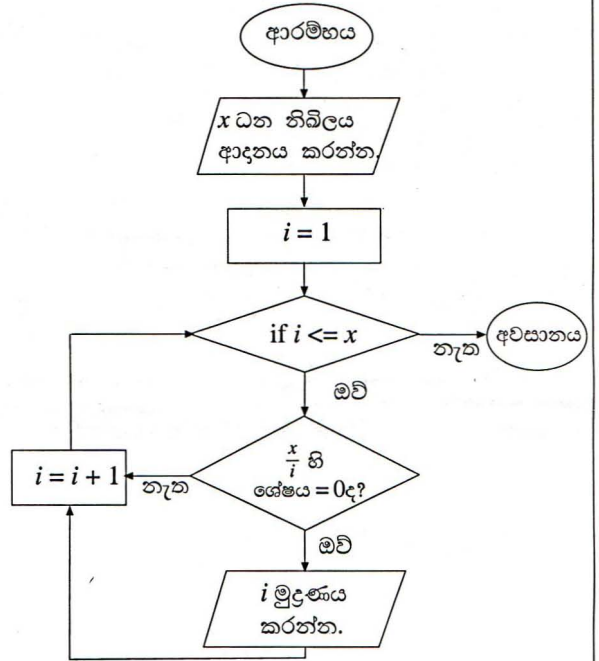 ආරම්භය
x ධන නිඛිලය
ආදානය කරන්න.
i = 1
if i <= x
නැත
අවසානය
ඔව්
x/i හි
ශේෂය = 0ද?
නැත
i = i + 1
ඔව්
i මුද්‍රණය
කරන්න.